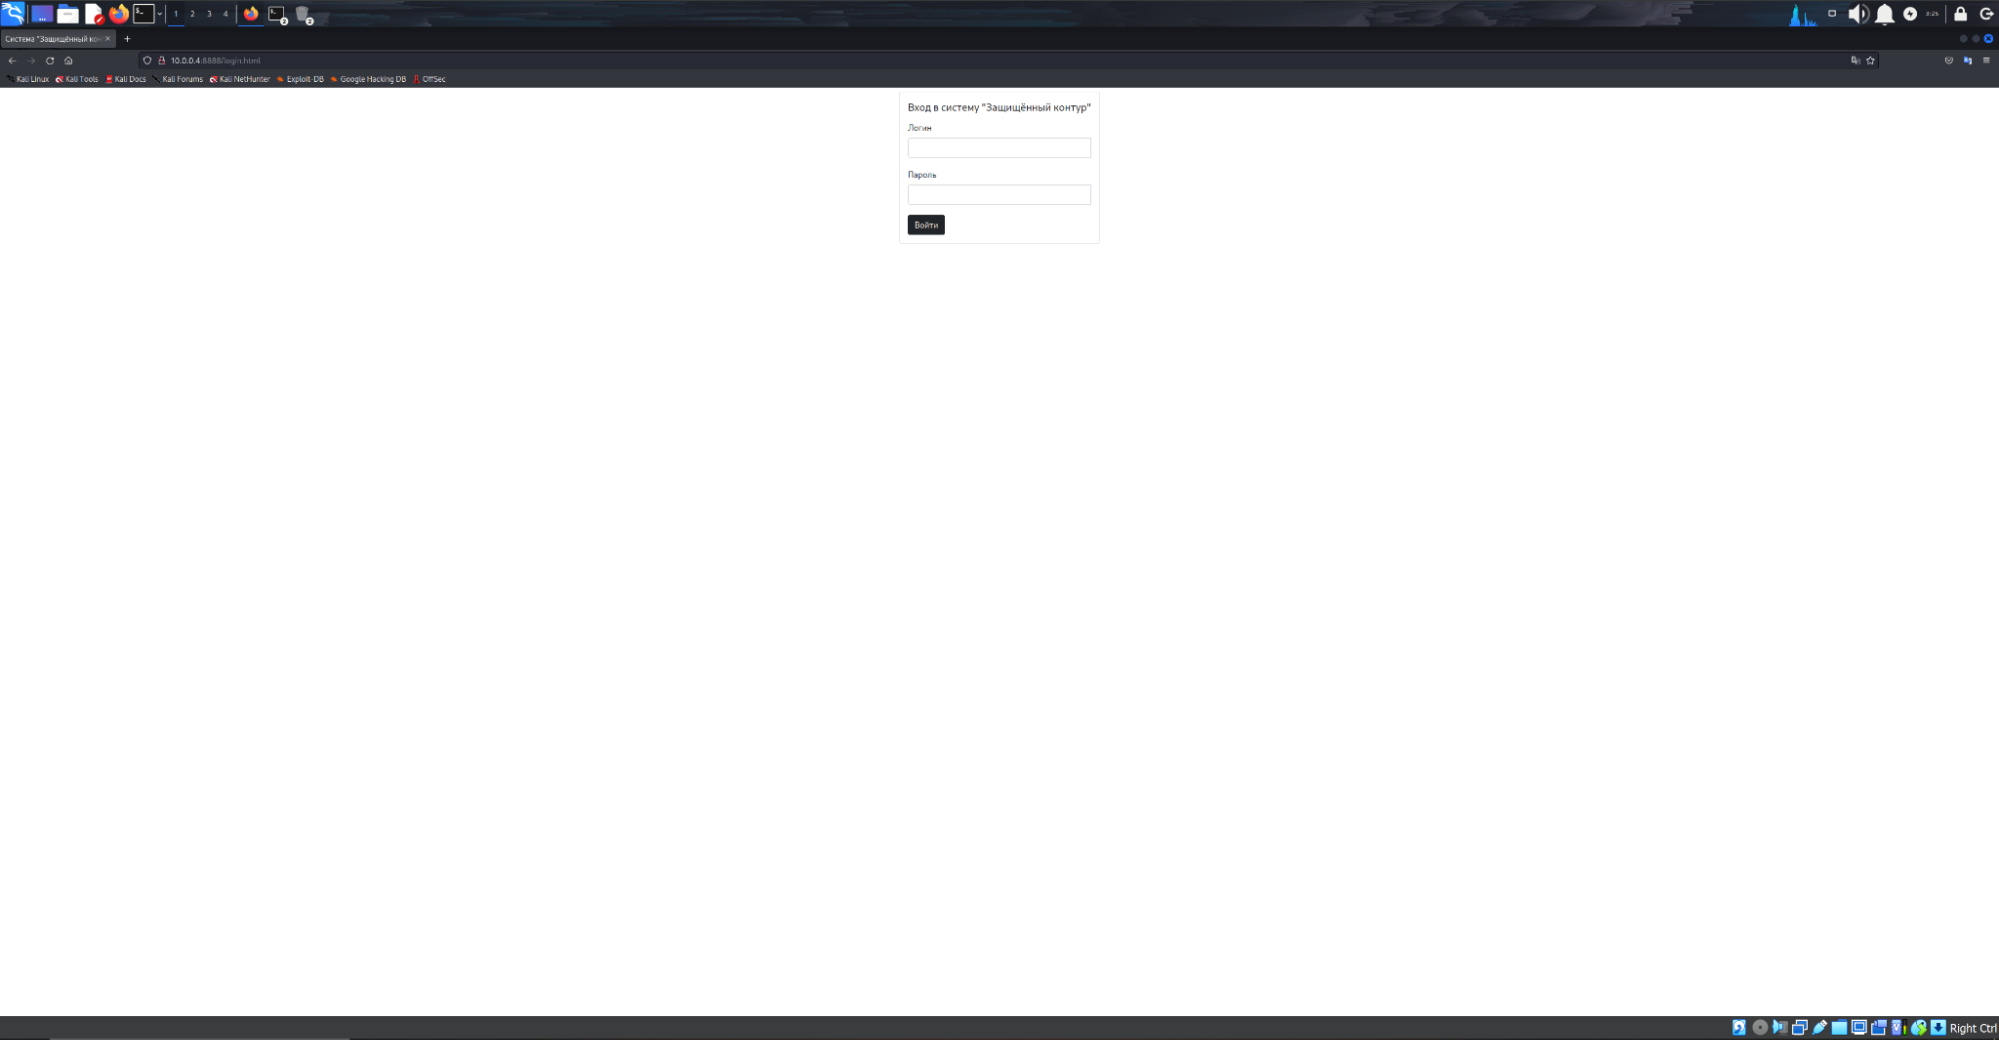 1 2 3 4
Система "Защищённый ко
10.0.0.4:8888/login.html
Kali Linux Kali Tools Kali Docs Kali Forums Kali NetHunter Exploit-DB Google Hacking DB OffSec
Вход в систему "Защищённый контур"
Логин
Пароль
Войти
Right Ctrl